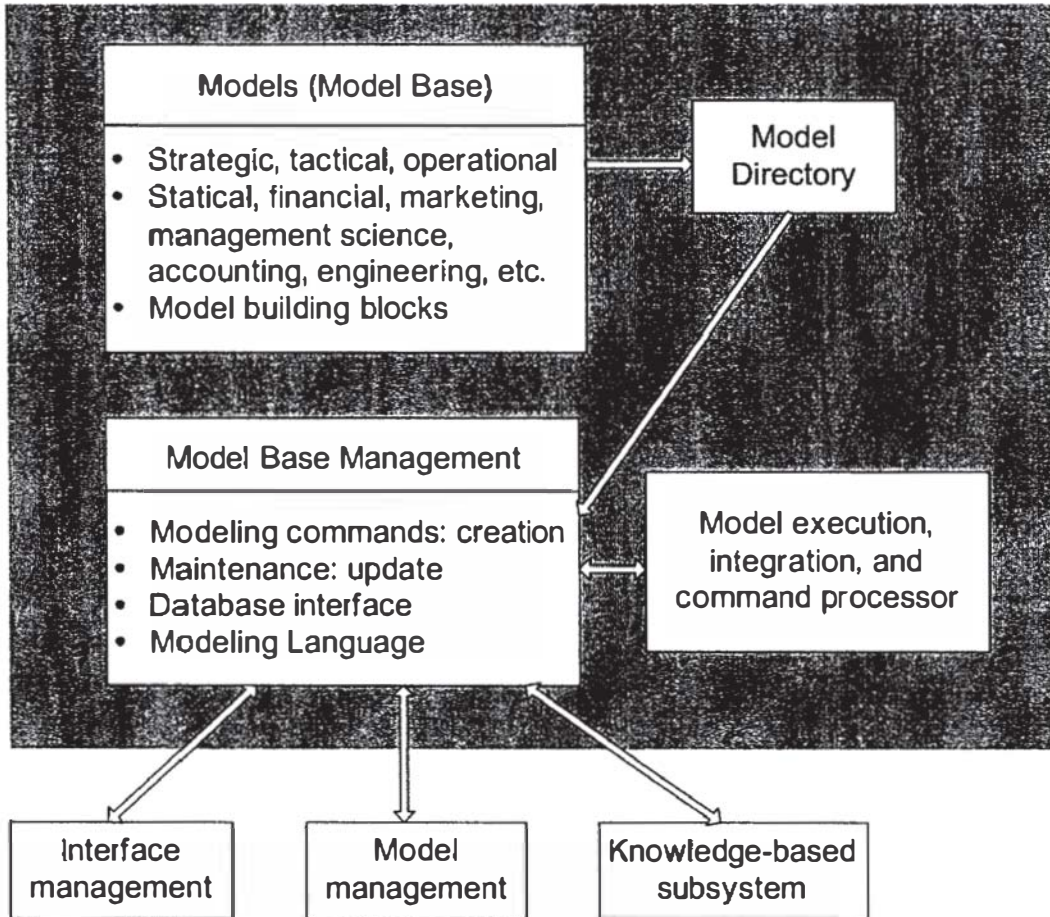 Models (Model Base)
• Strategic, tactical, operational
• Statical, financial, marketing,
management science,
accounting, engineering, etc.
• Model building blocks
Model
Directory
Model Base Management
• Modeling commands: creation
• Maintenance: update
• Database interface
• Modeling Language
Model execution,
integration, and
command processor
Interface
management
Model
management
Knowledge-based
subsystem